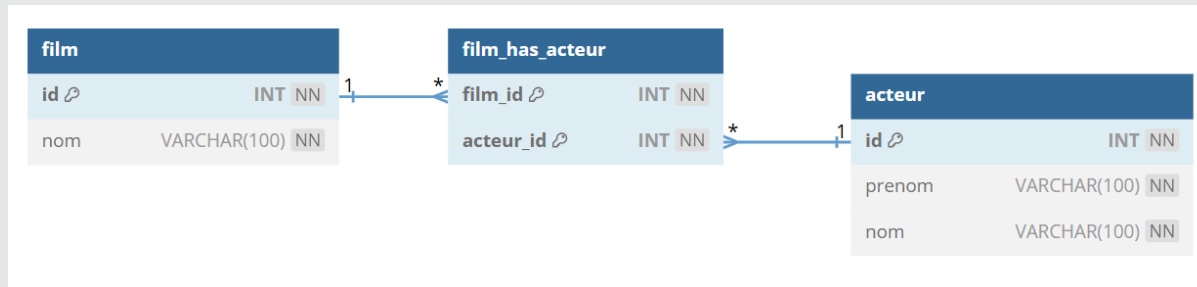 film
id INT NN
nom VARCHAR(100) NN
1 *
film_has_acteur
film_id INT NN
acteur_id INT NN
* 1
acteur
id INT NN
prenom VARCHAR(100) NN
nom VARCHAR(100) NN